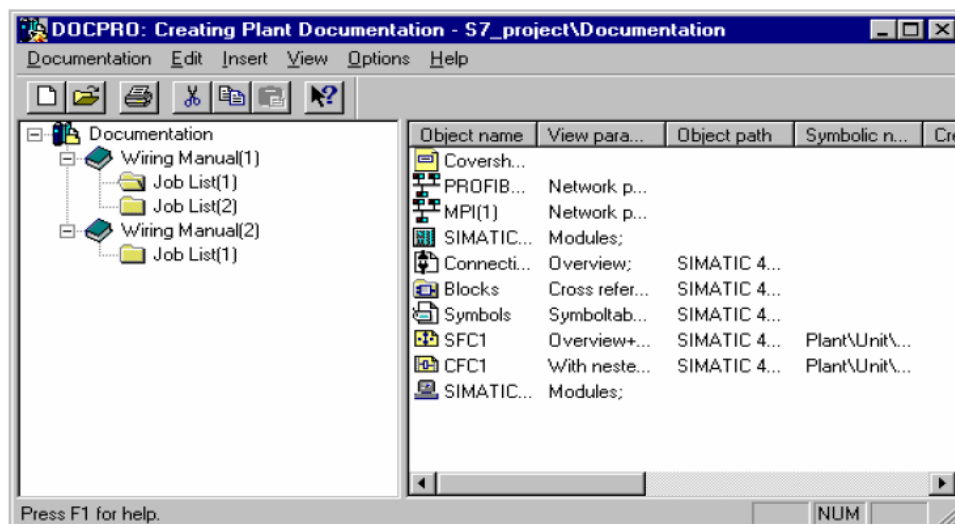 DOCPRO: Creating Plant Documentation - S7_project\Documentation
Documentation Edit Insert View Options Help
Documentation
Wiring Manual(1)
Job List(1)
Job List(2)
Wiring Manual(2)
Job List(1)
Object name View para... Object path Symbolic n... Cre
Coversh...
PROFIB... Network p...
MPI(1) Network p...
SIMATIC... Modules;
Connecti... Overview; SIMATIC 4...
Blocks Cross refer... SIMATIC 4...
Symbols Symboltab... SIMATIC 4...
SFC1 Overview+... SIMATIC 4... Plant\Unit\...
CFC1 With neste... SIMATIC 4... Plant\Unit\...
SIMATIC... Modules;
Press F1 for help. NUM